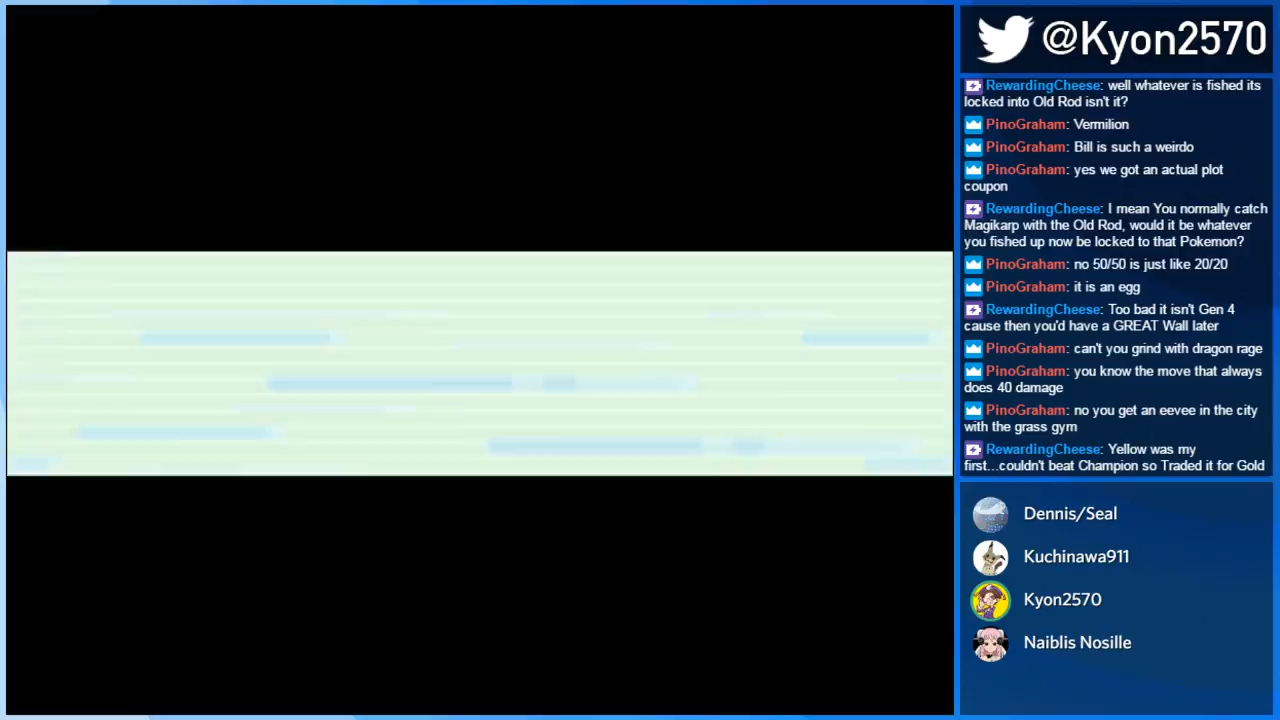 @Kyon2570
RewardingCheese: well whatever is fished its
locked into Old Rod isn't it?
PinoGraham: Vermilion
PinoGraham: Bill is such a weirdo
PinoGraham: yes we got an actual plot
coupon
RewardingCheese: I mean You normally catch
Magikarp with the Old Rod, would it be whatever
you fished up now be locked to that Pokemon?
PinoGraham: no 50/50 is just like 20/20
PinoGraham: it is an egg
RewardingCheese: Too bad it isn't Gen 4
cause then you'd have a GREAT Wall later
PinoGraham: can't you grind with dragon rage
PinoGraham: you know the move that always
does 40 damage
PinoGraham: no you get an eevee in the city
with the grass gym
RewardingCheese: Yellow was my
first...couldn't beat Champion so Traded it for Gold
Dennis/Seal
Kuchinawa911
Kyon2570
Naiblis Nosille